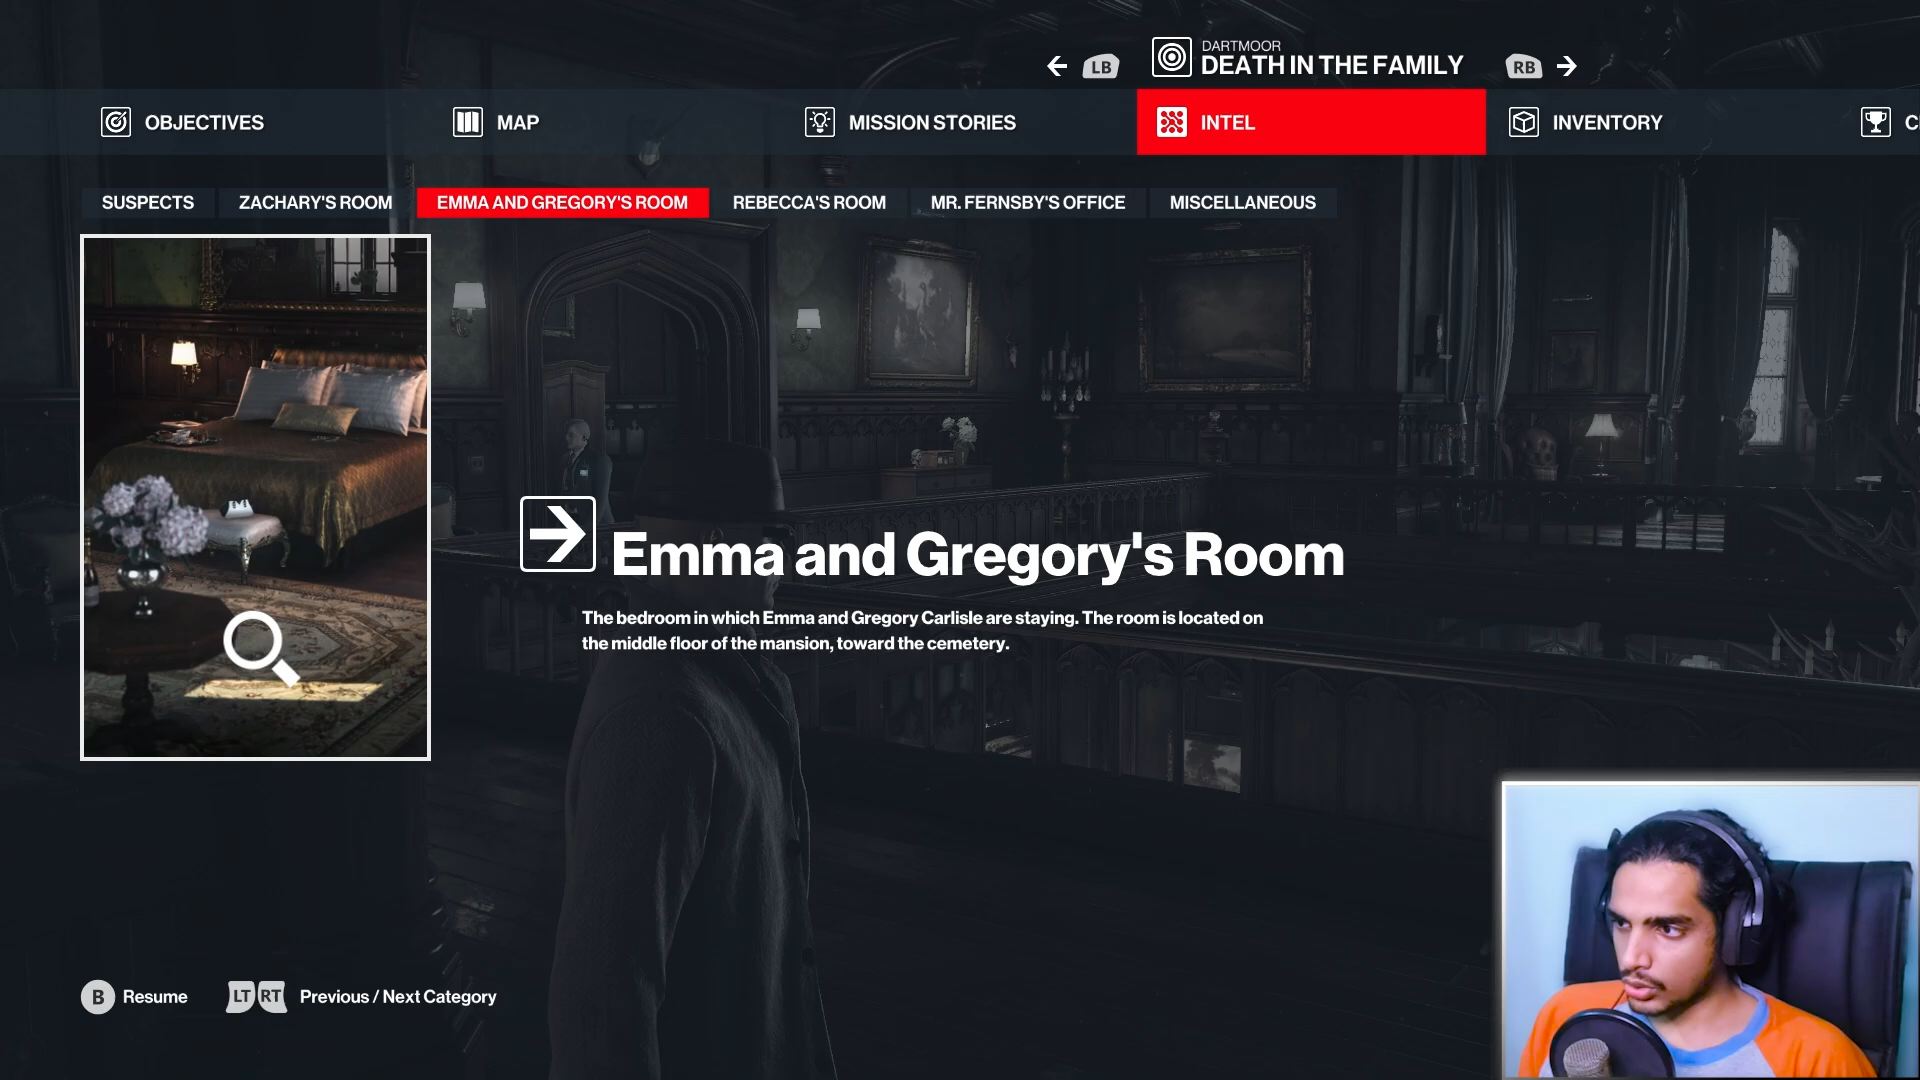 DARTMOOR
LB DEATH IN THE FAMILY RB
OBJECTIVES MAP MISSION STORIES INTEL INVENTORY C
SUSPECTS ZACHARY'S ROOM EMMA AND GREGORY'S ROOM REBECCA'S ROOM MR. FERNSBY'S OFFICE MISCELLANEOUS
Emma and Gregory's Room
The bedroom in which Emma and Gregory Carlisle are staying. The room is located on
the middle floor of the mansion, toward the cemetery.
B Resume LT RT Previous / Next Category